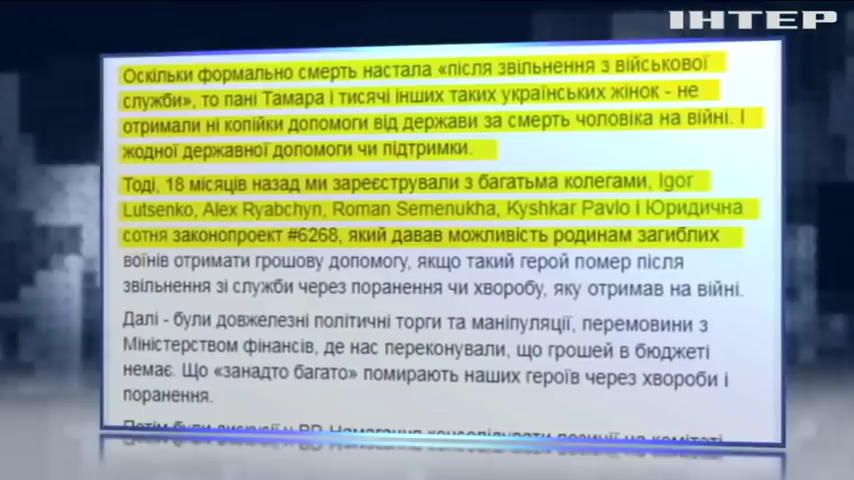 ІНТЕР
Оскільки формально смерть настала «після звільнення з військової
служби», то пані Тамара і тисячі інших таких українських жінок - не
отримали ні копійки допомоги від держави за смерть чоловіка на війні. І
жодної державної допомоги чи підтримки.
Тоді, 18 місяців назад ми зареєстрували з багатьма колегами, Igor
Lutsenko, Alex Ryabchyn, Roman Semenukha, Kyshkar Pavlo і Юридична
сотня законопроект #6268, який давав можливість родинам загиблих
воїнів отримати грошову допомогу, якщо такий герой помер після
звільнення зі служби через поранення чи хворобу, яку отримав на війні.
Далі - були довжелезні політичні торги та маніпуляції, перемовини з
Міністерством фінансів, де нас переконували, що грошей в бюджеті
немає. Що «занадто багато» помирають наших героїв через хвороби і
поранення.